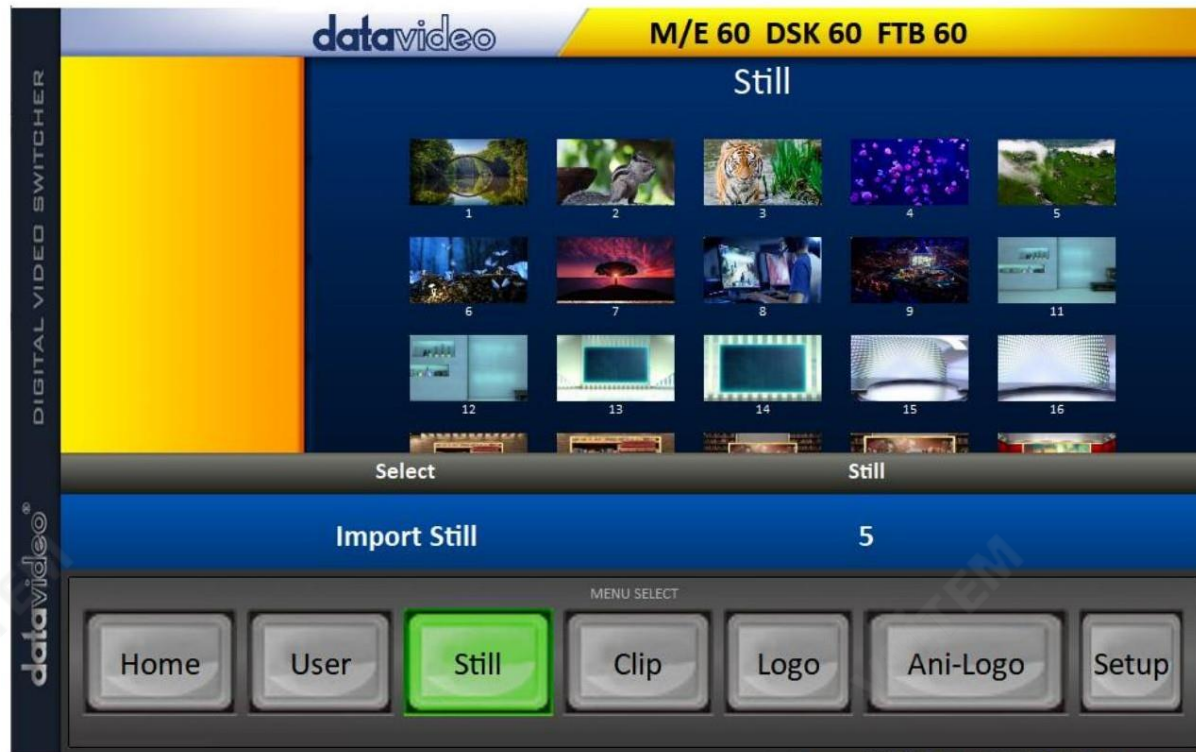 datavideo
M/E 60 DSK 60 FTB 60
DIGITAL VIDEO SWITCHER
datavideo®
Still
1
2
3
4
5
6
7
8
9
11
12
13
14
15
16
Select
Still
Import Still
5
MENU SELECT
Home
User
Still
Clip
Logo
Ani-Logo
Setup